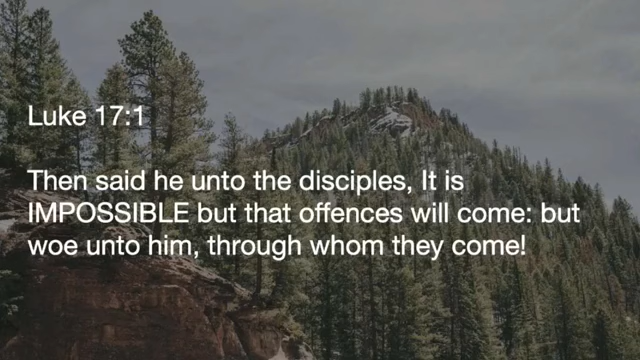 Luke 17:1
Then said he unto the disciples, It is
IMPOSSIBLE but that offences will come: but
woe unto him, through whom they come!